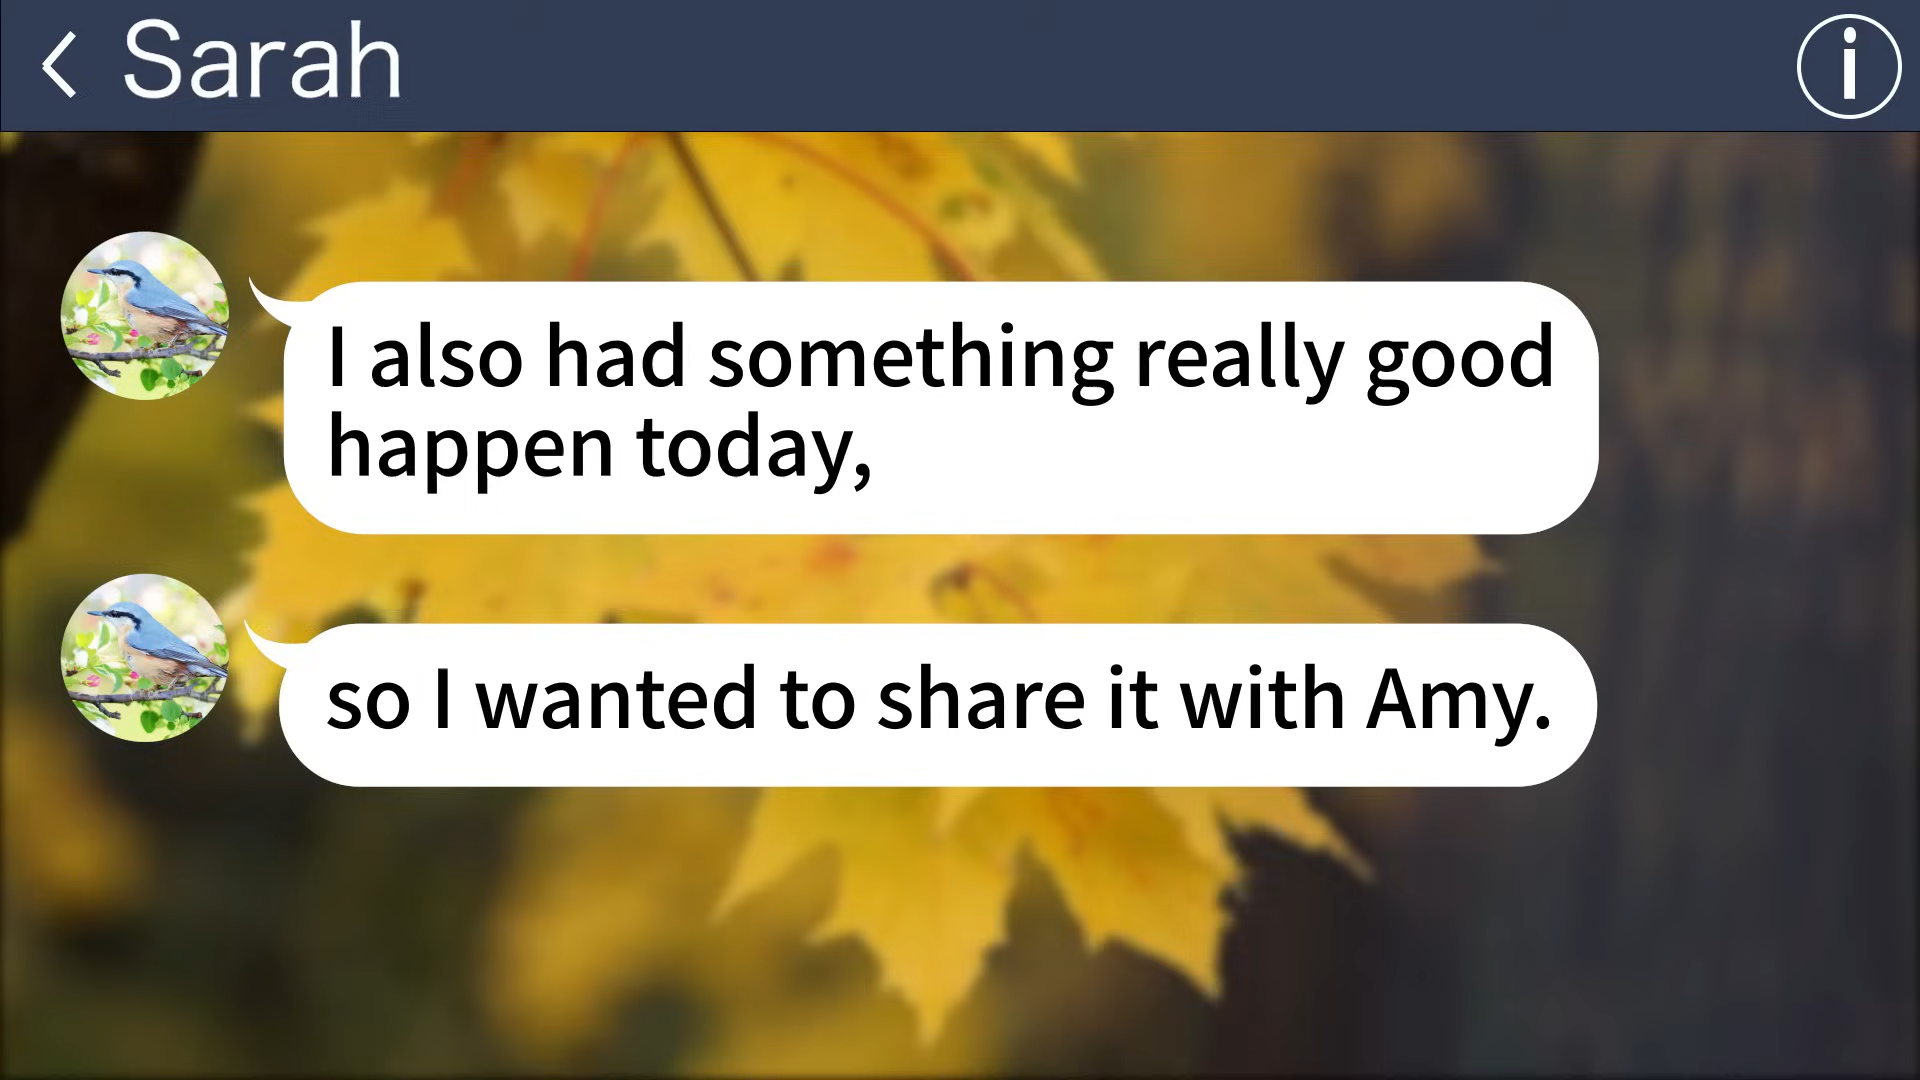 Sarah
I also had something really good
happen today,
so I wanted to share it with Amy.